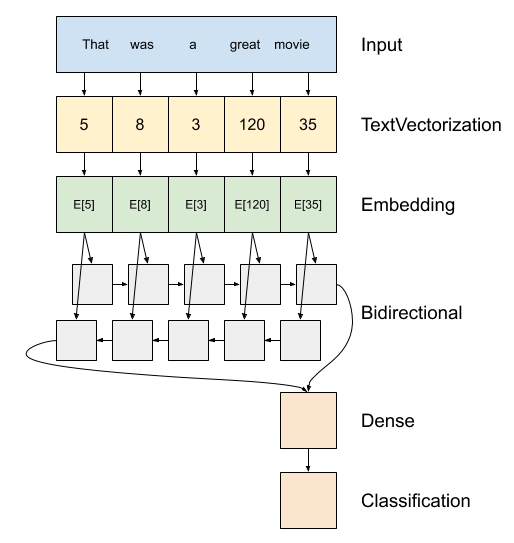 That was a great movie Input
5 8 3 120 35 TextVectorization
E[5] E[8] E[3] E[120] E[35] Embedding
Bidirectional
Dense
Classification